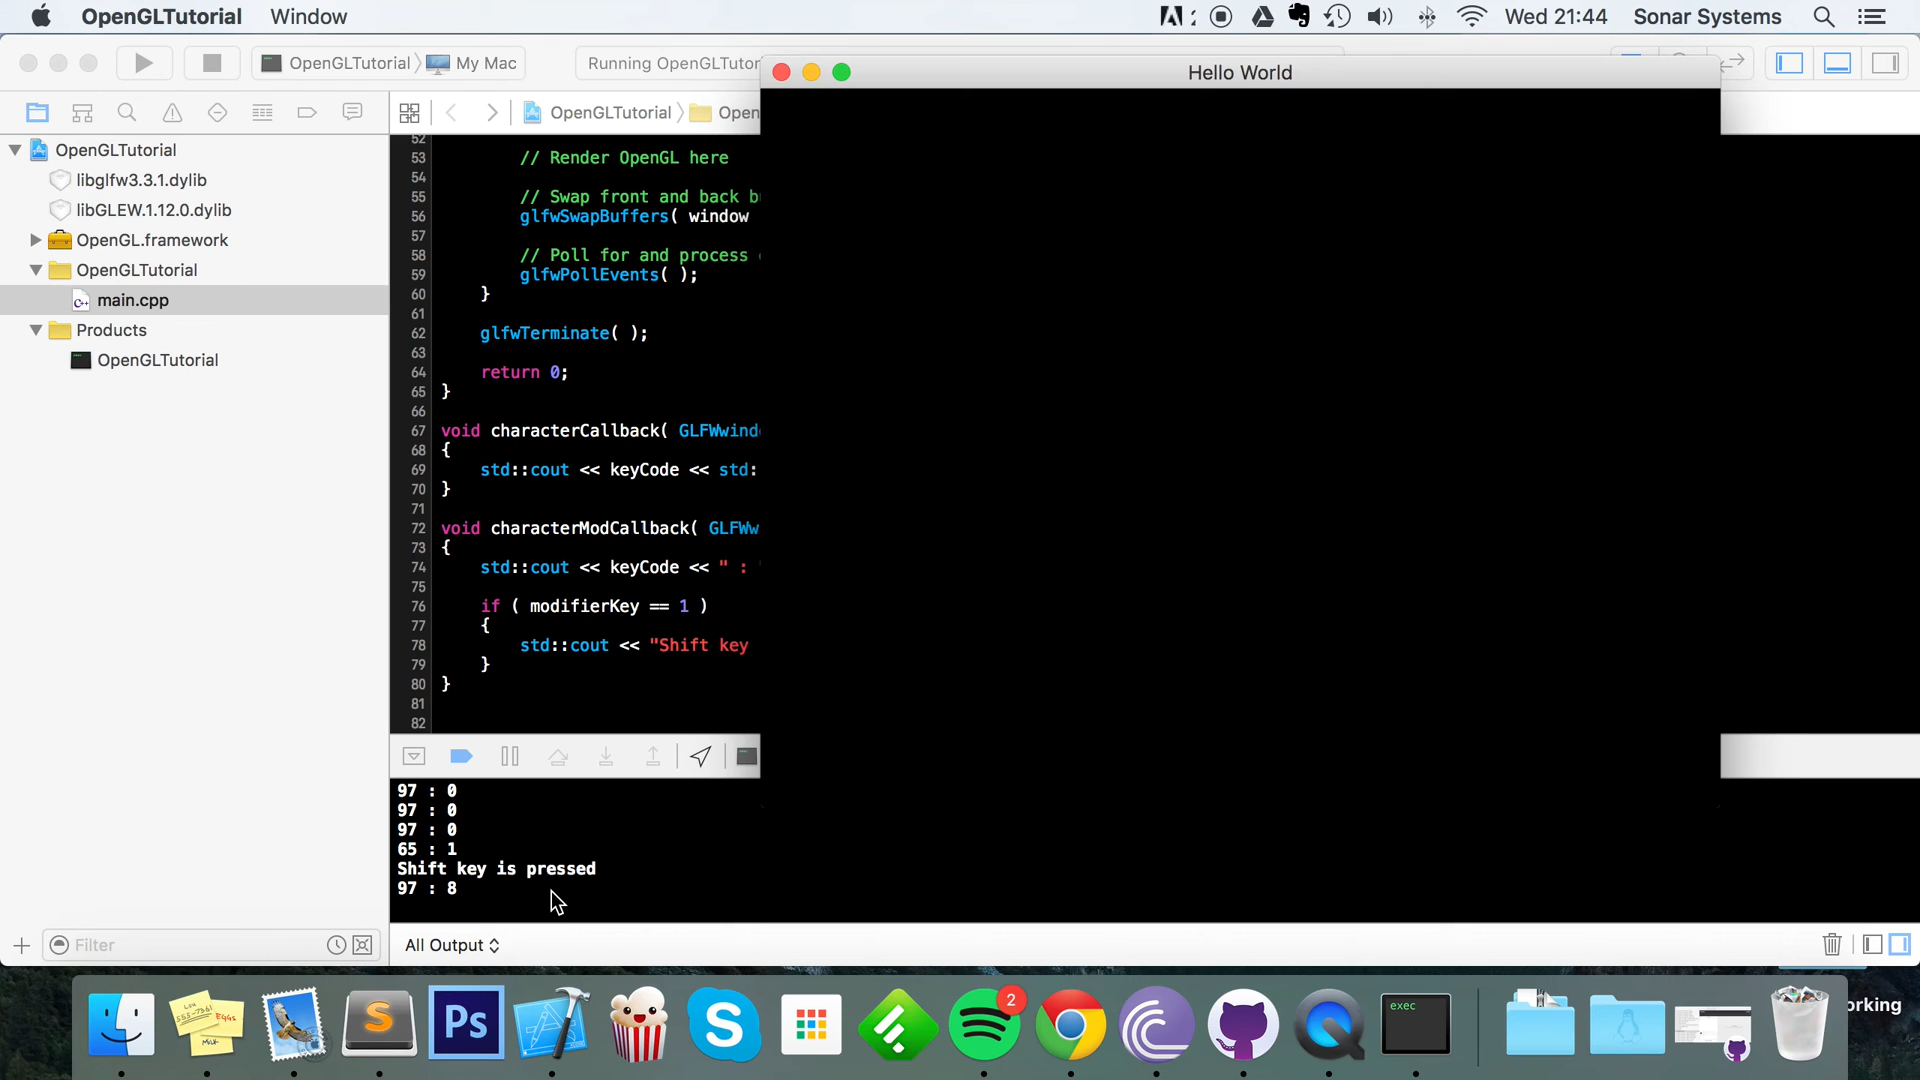 OpenGLTutorial Window Wed 21:44 Sonar Systems
OpenGLTutorial My Mac Running OpenGLTutor
Hello World
OpenGLTutorial Open
OpenGLTutorial
libglfw3.3.1.dylib
libGLEW.1.12.0.dylib
OpenGL.framework
OpenGLTutorial
main.cpp
Products
OpenGLTutorial
52
53 // Render OpenGL here
54
55 // Swap front and back b
56 glfwSwapBuffers( window
57
58 // Poll for and process
59 glfwPollEvents( );
60 }
61
62 glfwTerminate( );
63
64 return 0;
65 }
66
67 void characterCallback( GLFWwind
68 {
69 std::cout << keyCode << std:
70 }
71
72 void characterModCallback( GLFWw
73 {
74 std::cout << keyCode << " :
75
76 if ( modifierKey == 1 )
77 {
78 std::cout << "Shift key
79 }
80 }
81
82
97 : 0
97 : 0
97 : 0
65 : 1
Shift key is pressed
97 : 8
Filter
All Output
Ps
exec
2
orking